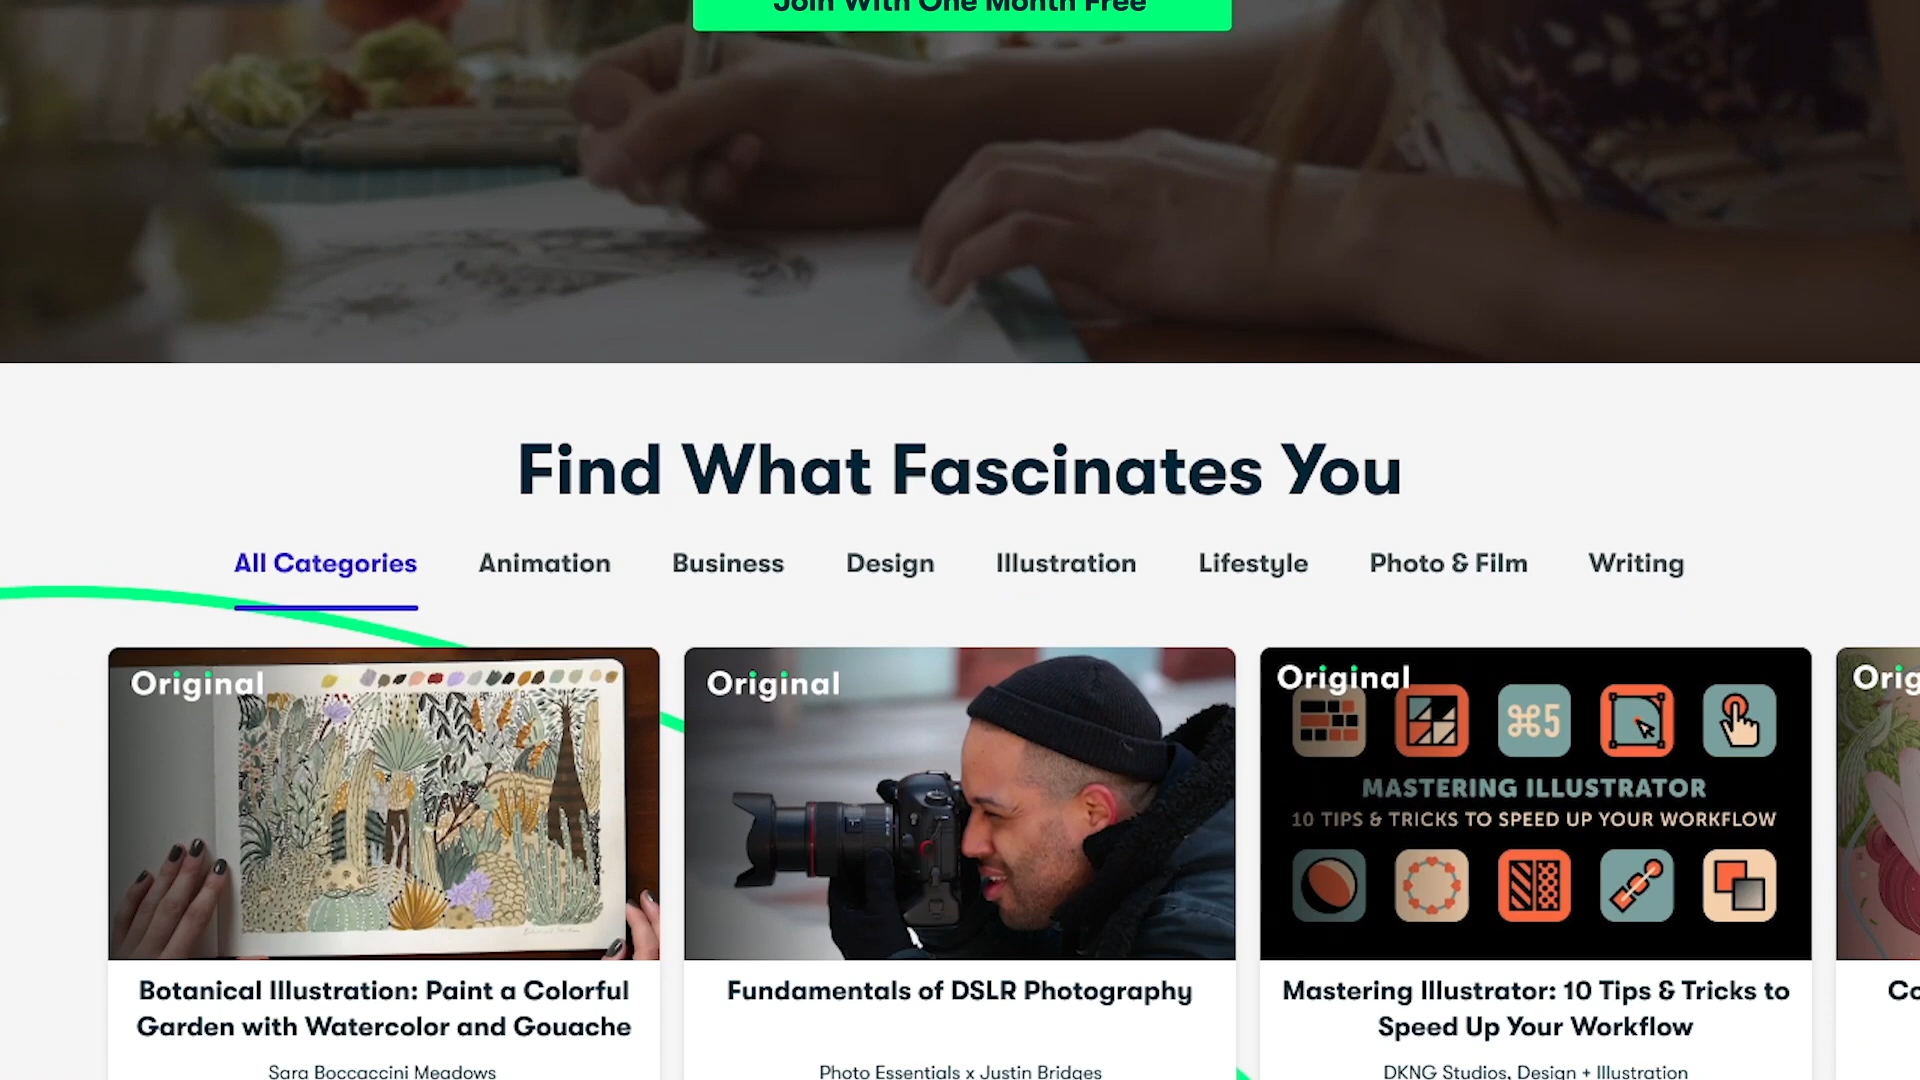 Join With One Month Free
Find What Fascinates You
All Categories
Animation
Business
Design
Illustration
Lifestyle
Photo & Film
Writing
Original
Original
Original
Orig
⌘5
MASTERING ILLUSTRATOR
10 TIPS & TRICKS TO SPEED UP YOUR WORKFLOW
Botanical Illustration: Paint a Colorful
Garden with Watercolor and Gouache
Sara Boccaccini Meadows
Fundamentals of DSLR Photography
Photo Essentials x Justin Bridges
Mastering Illustrator: 10 Tips & Tricks to
Speed Up Your Workflow
DKNG Studios, Design + Illustration
Co